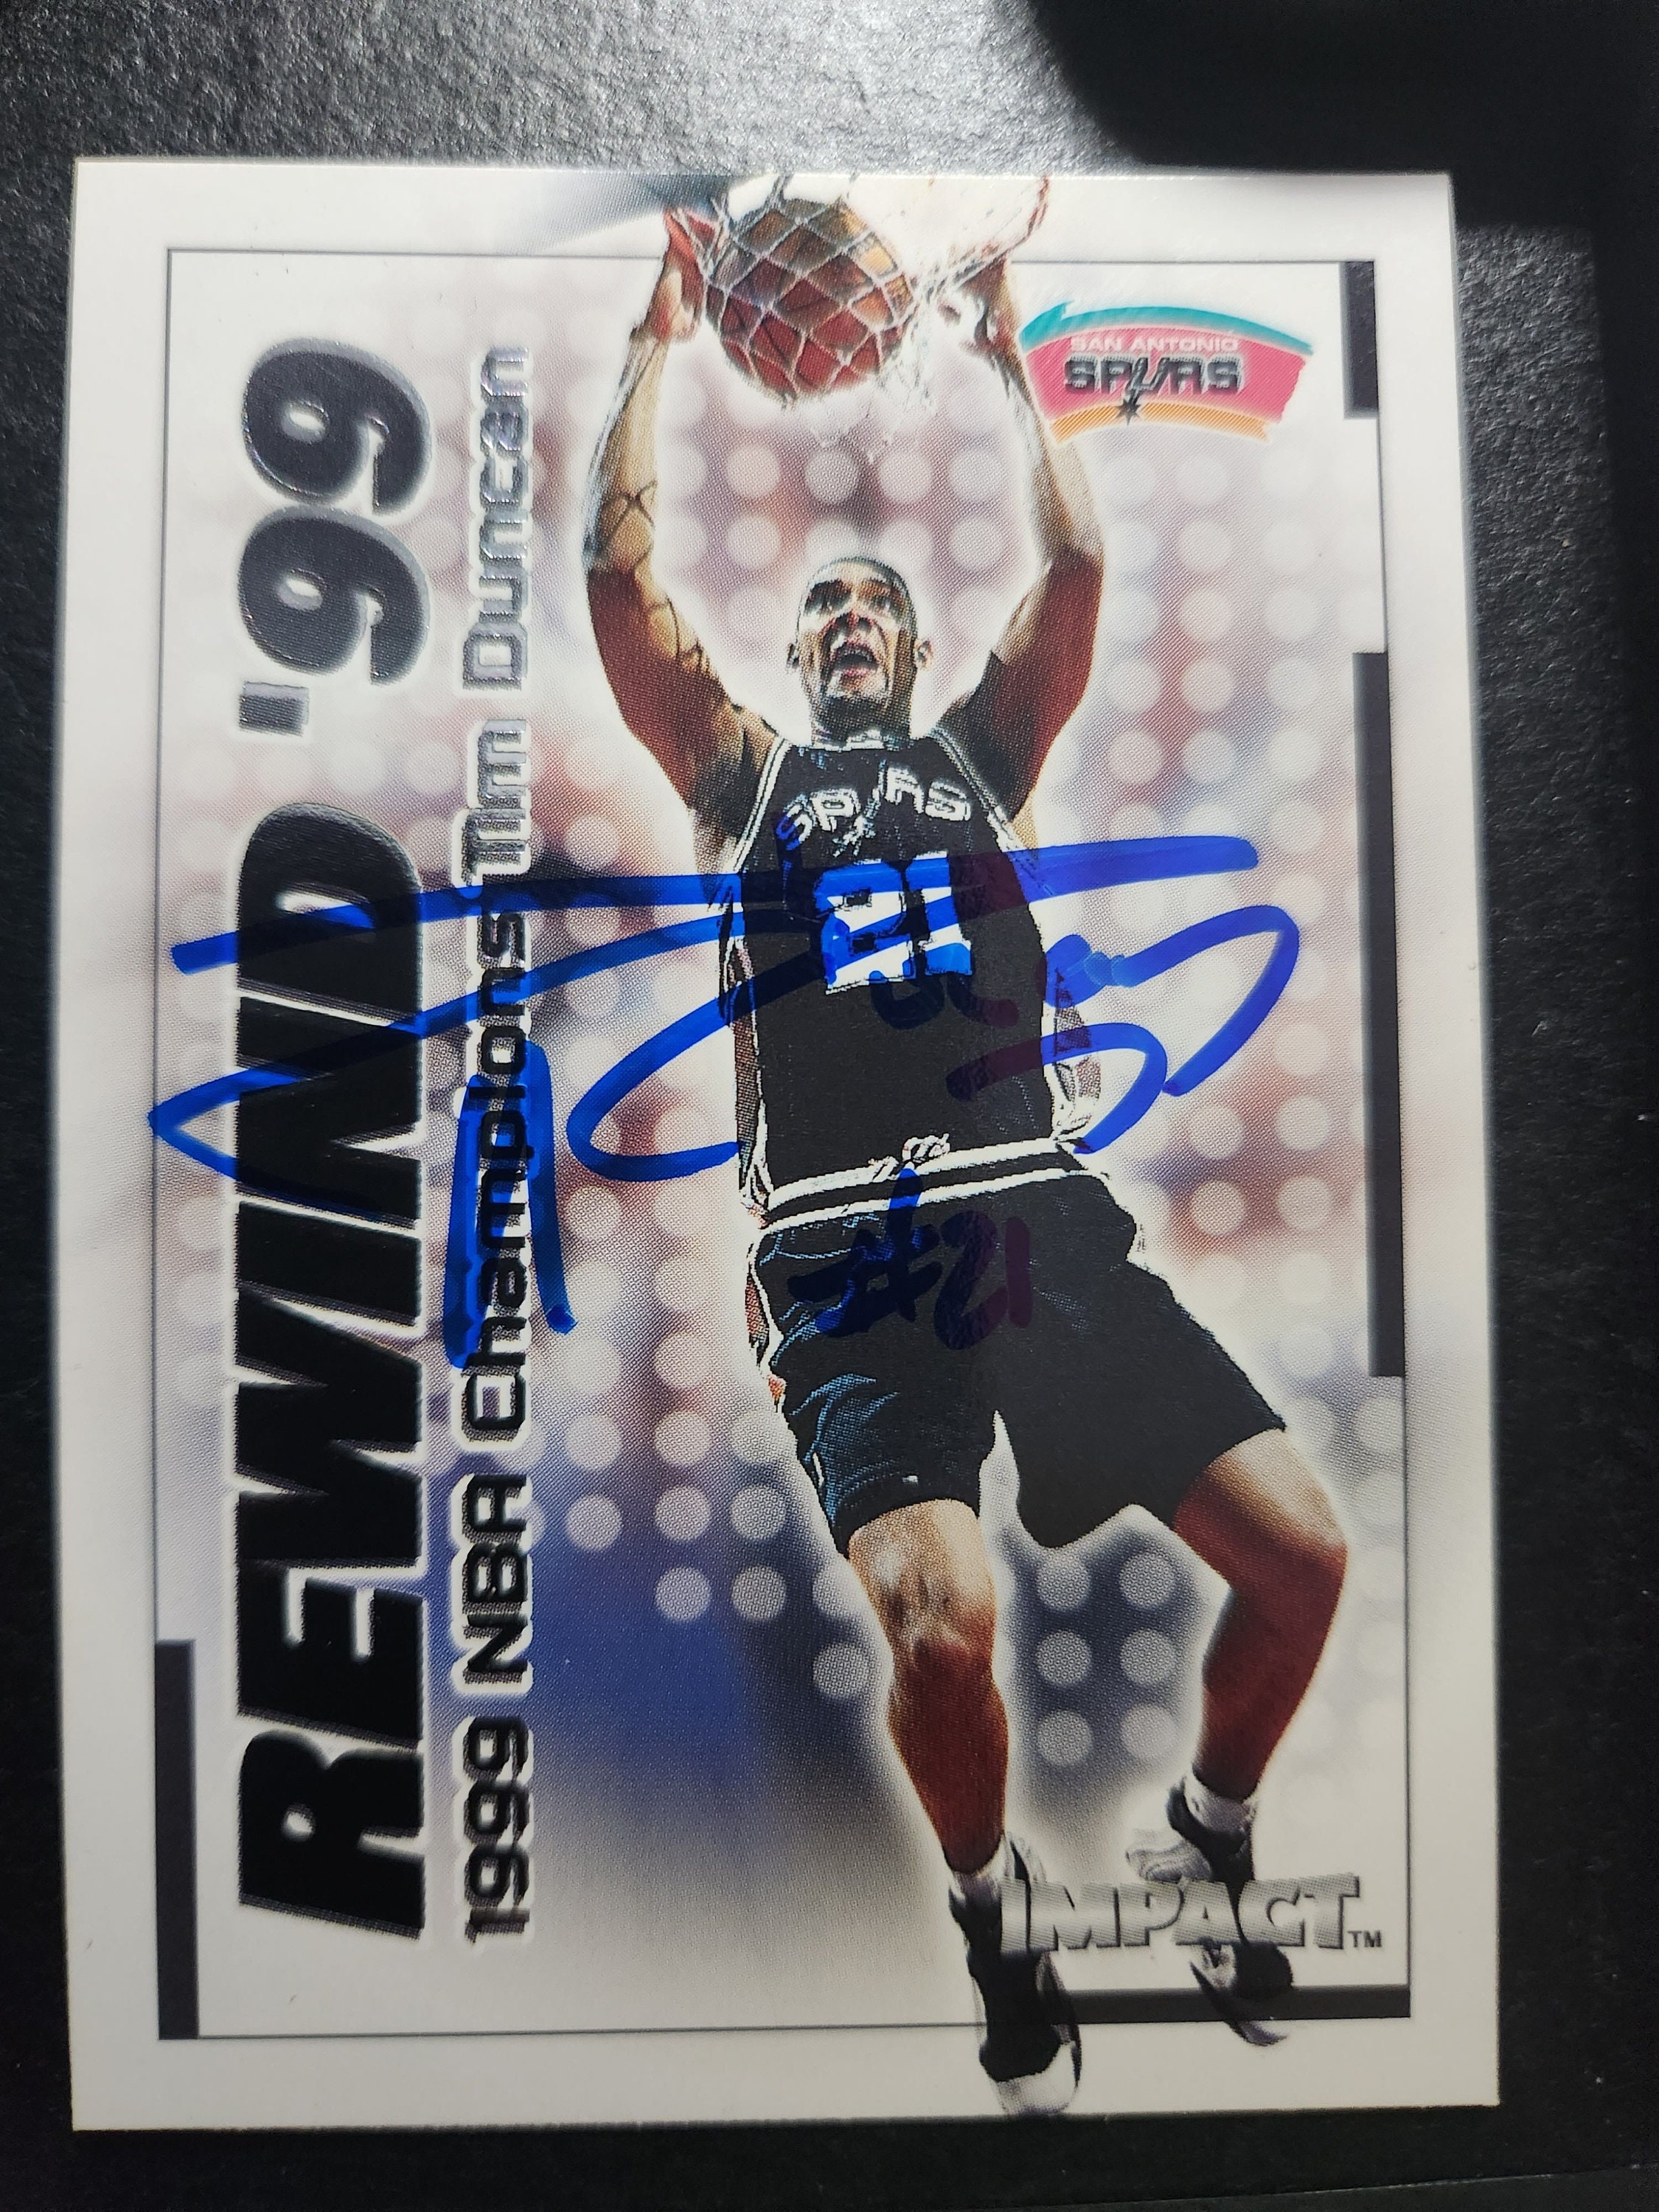 REWIND '99
1999 NBA Champions Tim Duncan
SAN ANTONIO
SPURS
SPURS
21
#21
IMPACT™